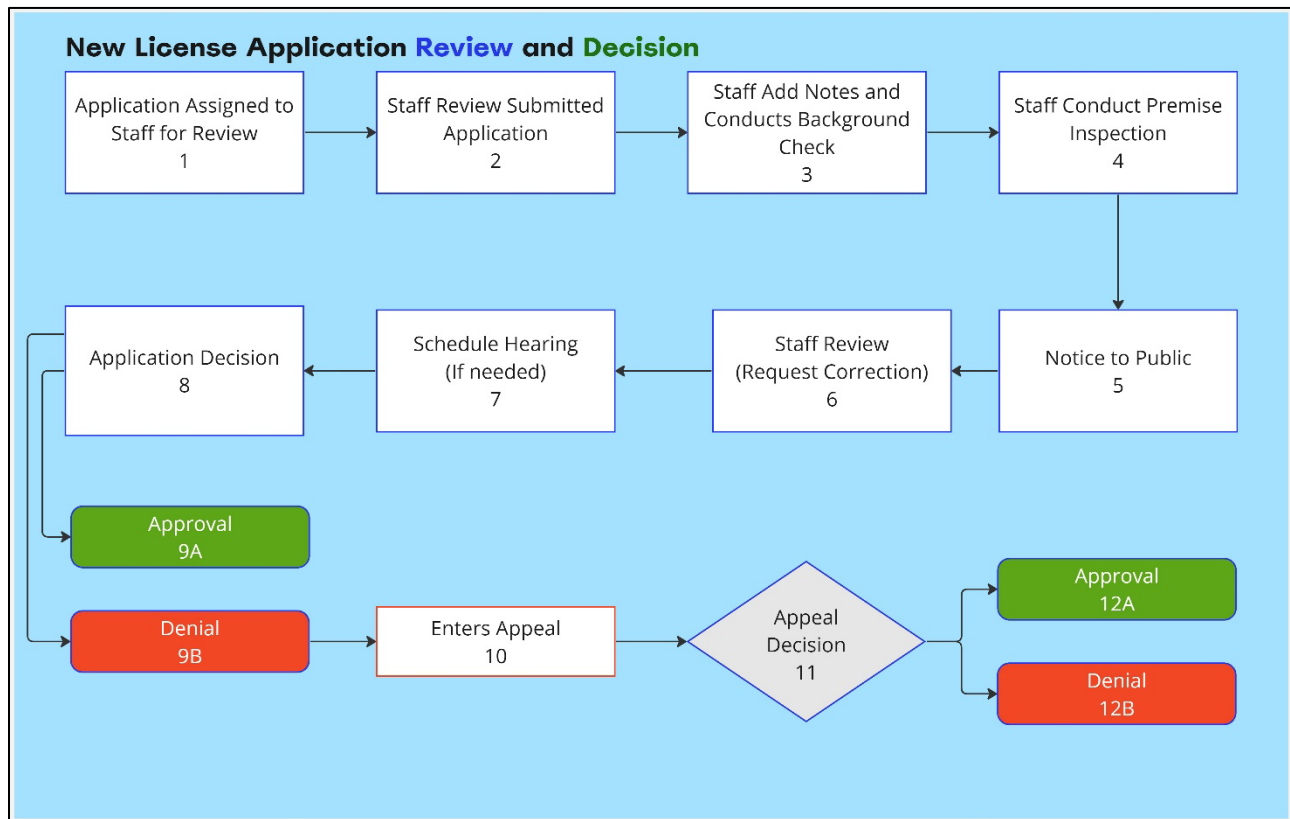 New License Application Review and Decision
Application Assigned to
Staff for Review
1
Staff Review Submitted
Application
2
Staff Add Notes and
Conducts Background
Check
3
Staff Conduct Premise
Inspection
4
Notice to Public
5
Staff Review
(Request Correction)
6
Schedule Hearing
(If needed)
7
Application Decision
8
Approval
9A
Denial
9B
Enters Appeal
10
Appeal
Decision
11
Approval
12A
Denial
12B